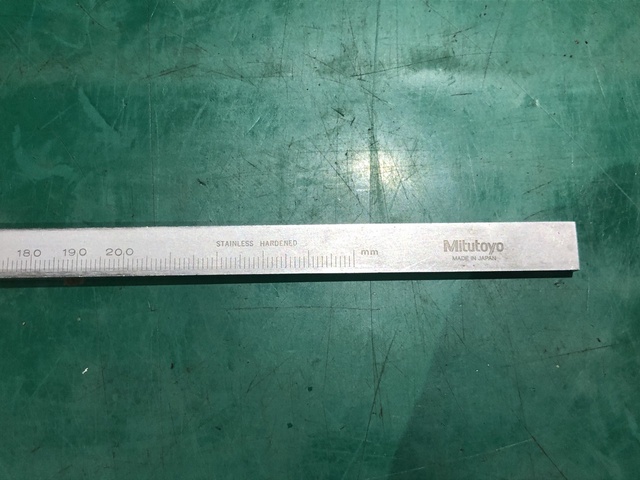 180 190 200
STAINLESS HARDENED
mm
Mitutoyo
MADE IN JAPAN